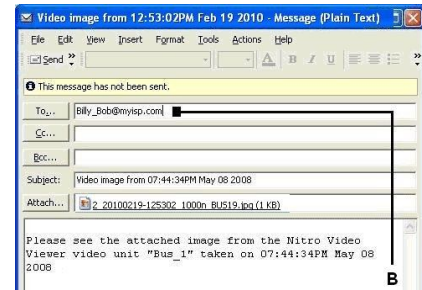 Video image from 12:53:02PM Feb 19 2010 - Message (Plain Text)
File Edit View Insert Format Tools Actions Help
Send A B I U
This message has not been sent.
To... Billy_Bob@myisp.com
Cc...
Bcc...
Subject: Video image from 07:44:34PM May 08 2008
Attach... 2_20100219-125302_1000n_BUS19.jpg (1 KB)
Please see the attached image from the Nitro Video
Viewer video unit "Bus_1" taken on 07:44:34PM May 08
2008
B